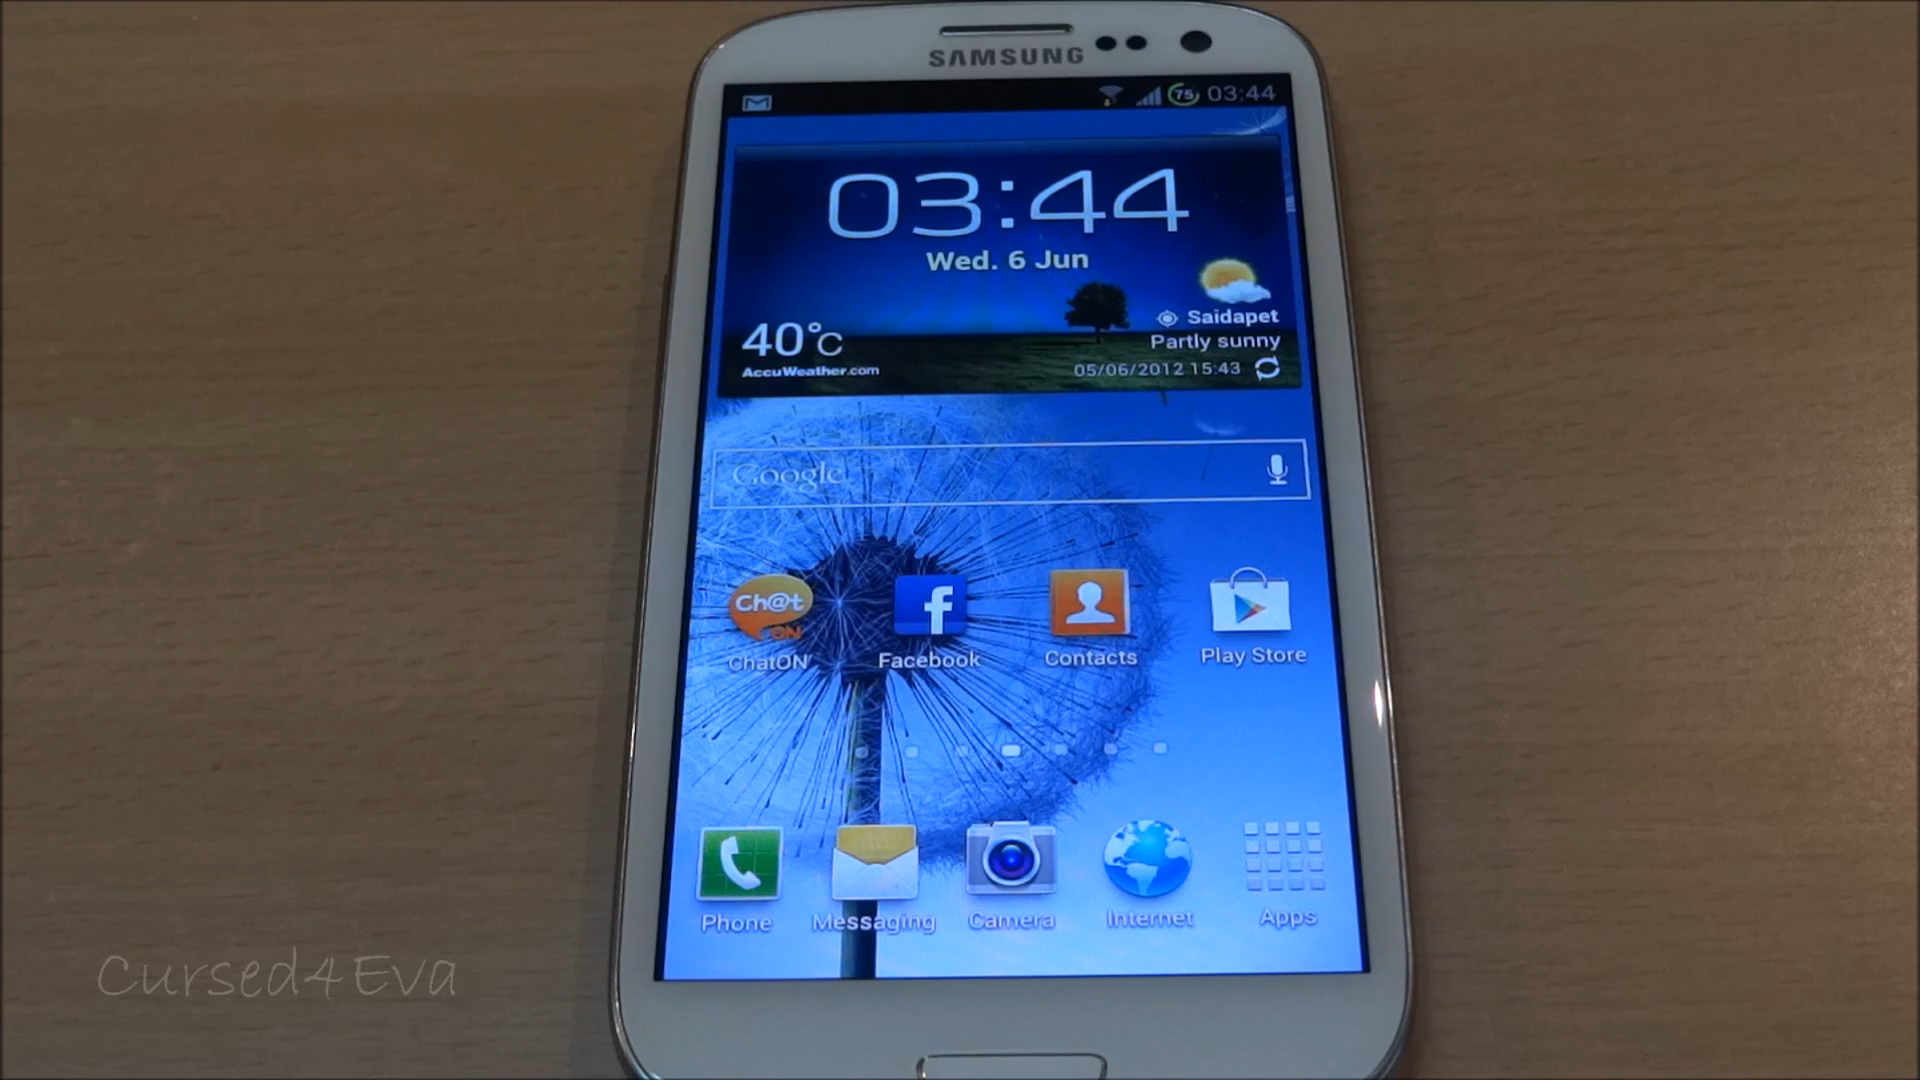 SAMSUNG
75 03:44
03:44
Wed. 6 Jun
Saidapet
40°C
Partly sunny
AccuWeather.com
05/06/2012 15:43
Google
Ch@t
ON
f
ChatON
Facebook
Contacts
Play Store
Phone
Messaging
Camera
Internet
Apps
Cursed4Eva